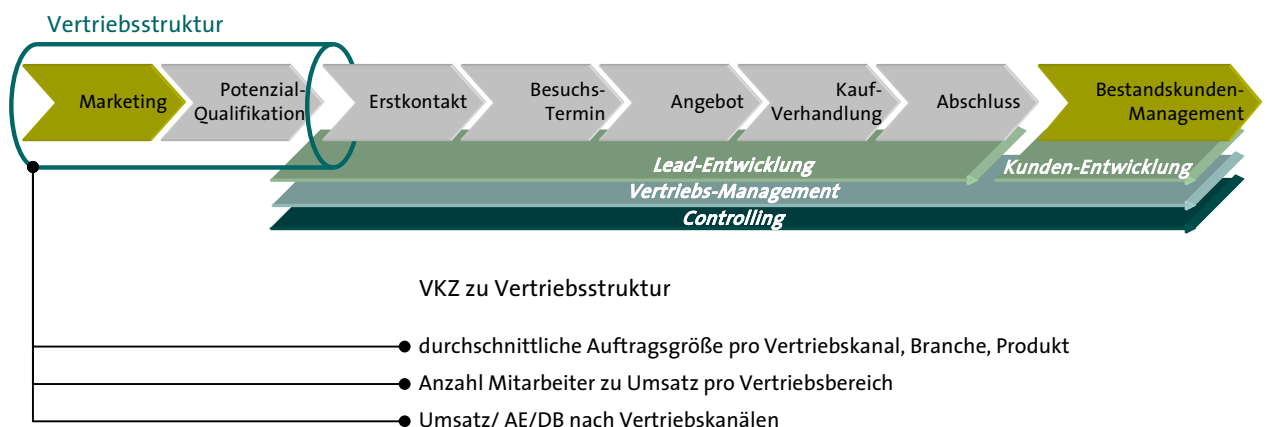 Vertriebsstruktur
Marketing
Potenzial-
Qualifikation
Erstkontakt
Besuchs-
Termin
Angebot
Kauf-
Verhandlung
Abschluss
Bestandskunden-
Management
Lead-Entwicklung
Kunden-Entwicklung
Vertriebs-Management
Controlling
VKZ zu Vertriebsstruktur
durchschnittliche Auftragsgröße pro Vertriebskanal, Branche, Produkt
Anzahl Mitarbeiter zu Umsatz pro Vertriebsbereich
Umsatz/ AE/DB nach Vertriebskanälen